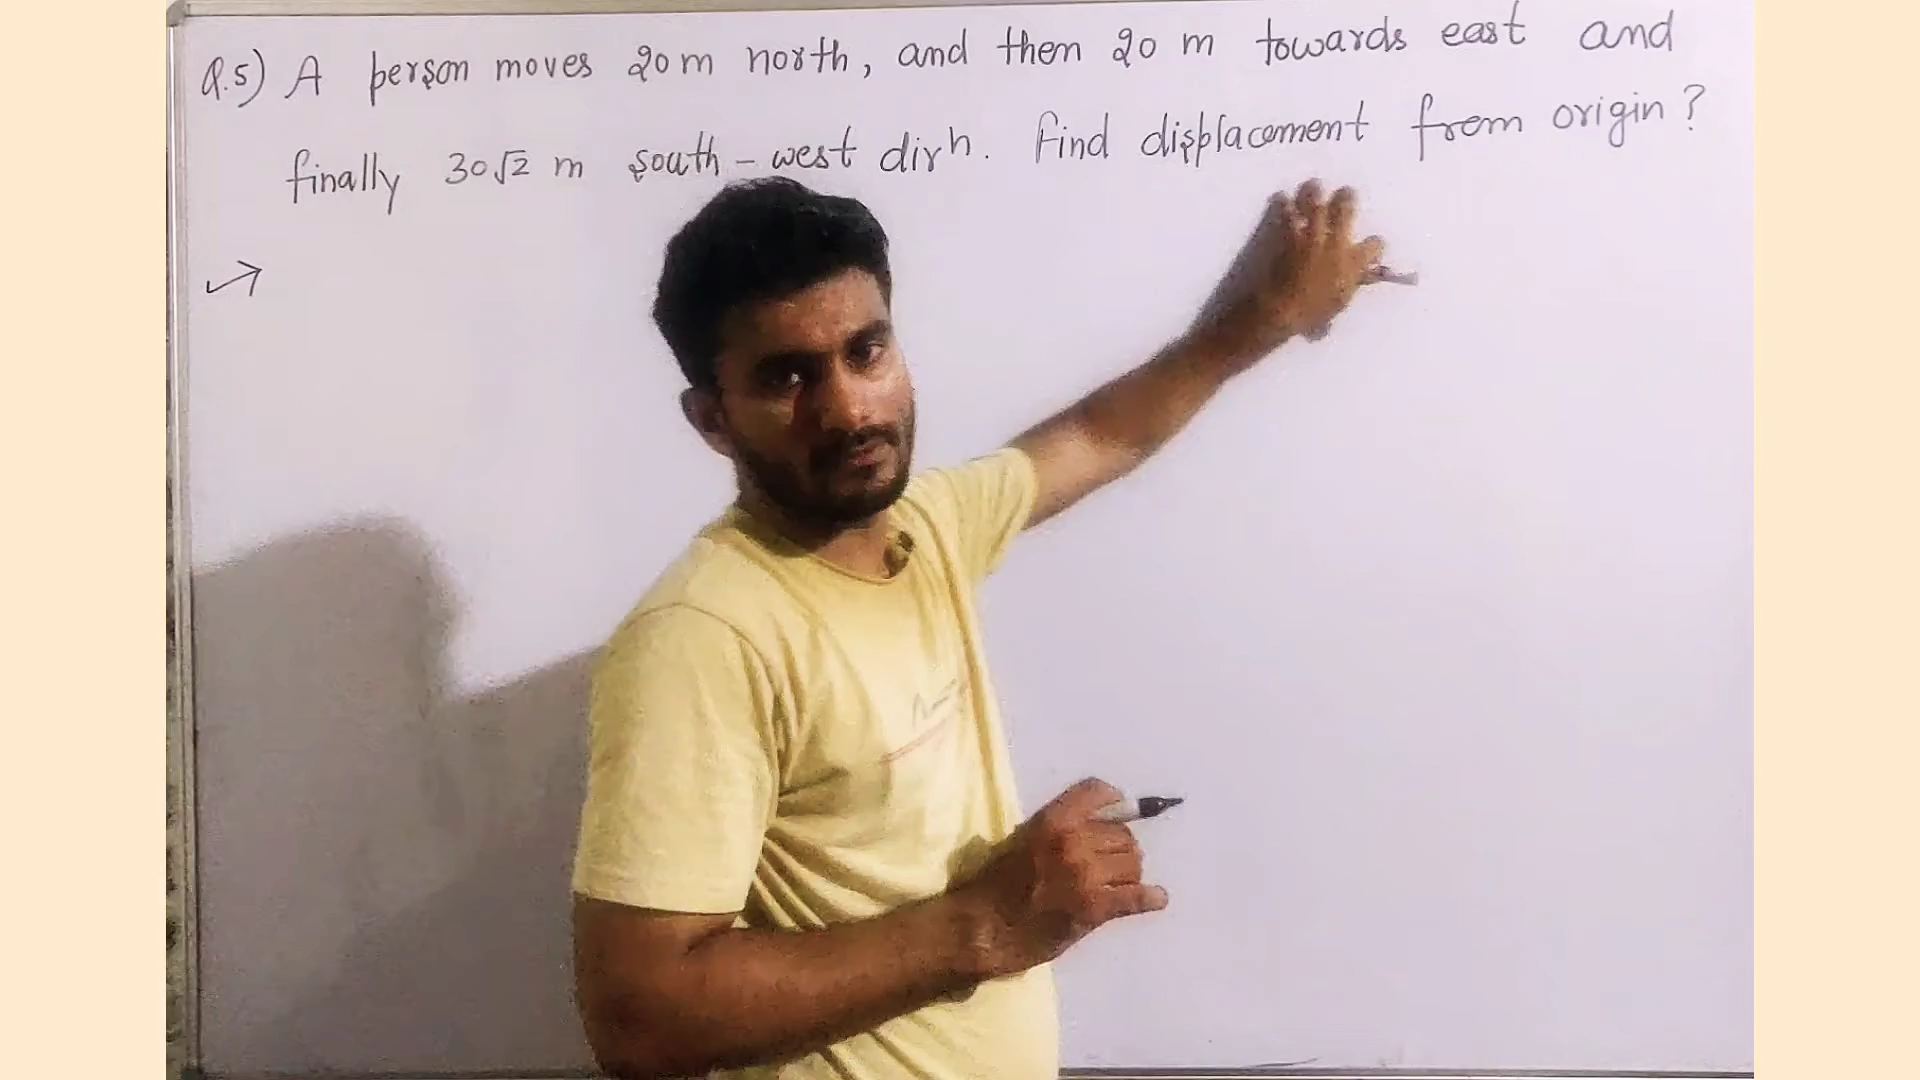 Q.5) A person moves 20 m north, and then 20 m towards east and
finally 30√2 m south - west dirn. Find displacement from origin?